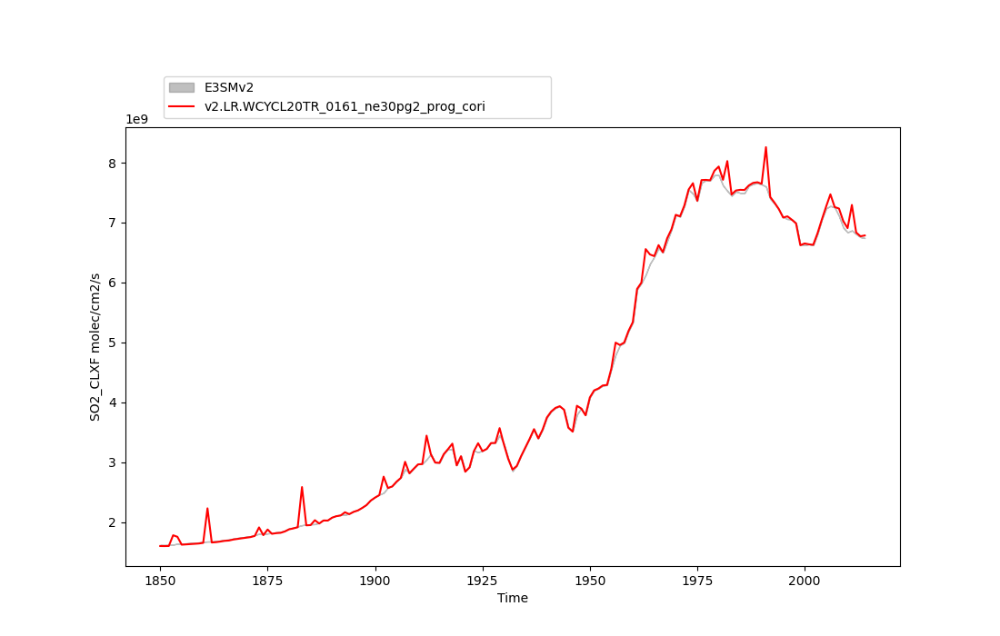 E3SMv2
v2.LR.WCYCL20TR_0161_ne30pg2_prog_cori
1e9
8
7
6
5
4
3
2
SO2_CLXF molec/cm2/s
1850 1875 1900 1925 1950 1975 2000
Time